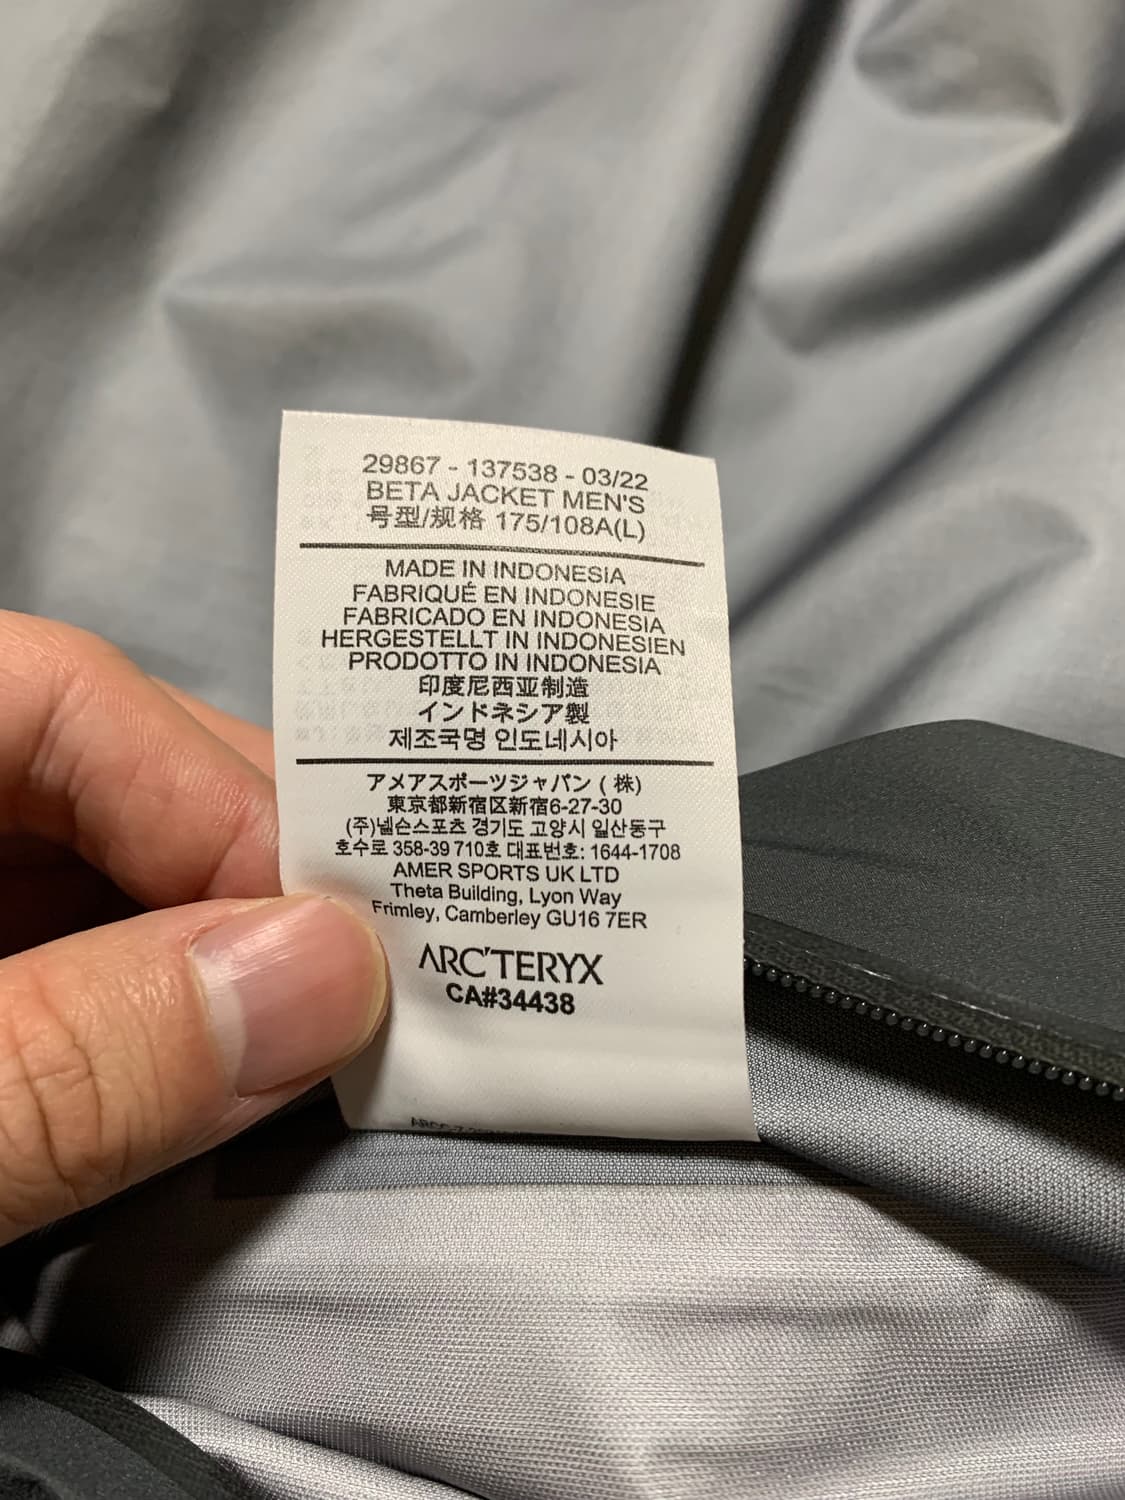 29867 - 137538 - 03/22
BETA JACKET MEN'S
号型/规格 175/108A(L)
MADE IN INDONESIA
FABRIQUÉ EN INDONESIE
FABRICADO EN INDONESIA
HERGESTELLT IN INDONESIEN
PRODOTTO IN INDONESIA
印度尼西亚制造
インドネシア製
제조국명 인도네시아
アメアスポーツジャパン (株)
東京都新宿区新宿6-27-30
(주)넬슨스포츠 경기도 고양시 일산동구
호수로 358-39 710호 대표번호: 1644-1708
AMER SPORTS UK LTD
Theta Building, Lyon Way
Frimley, Camberley GU16 7ER
ARC'TERYX
CA#34438